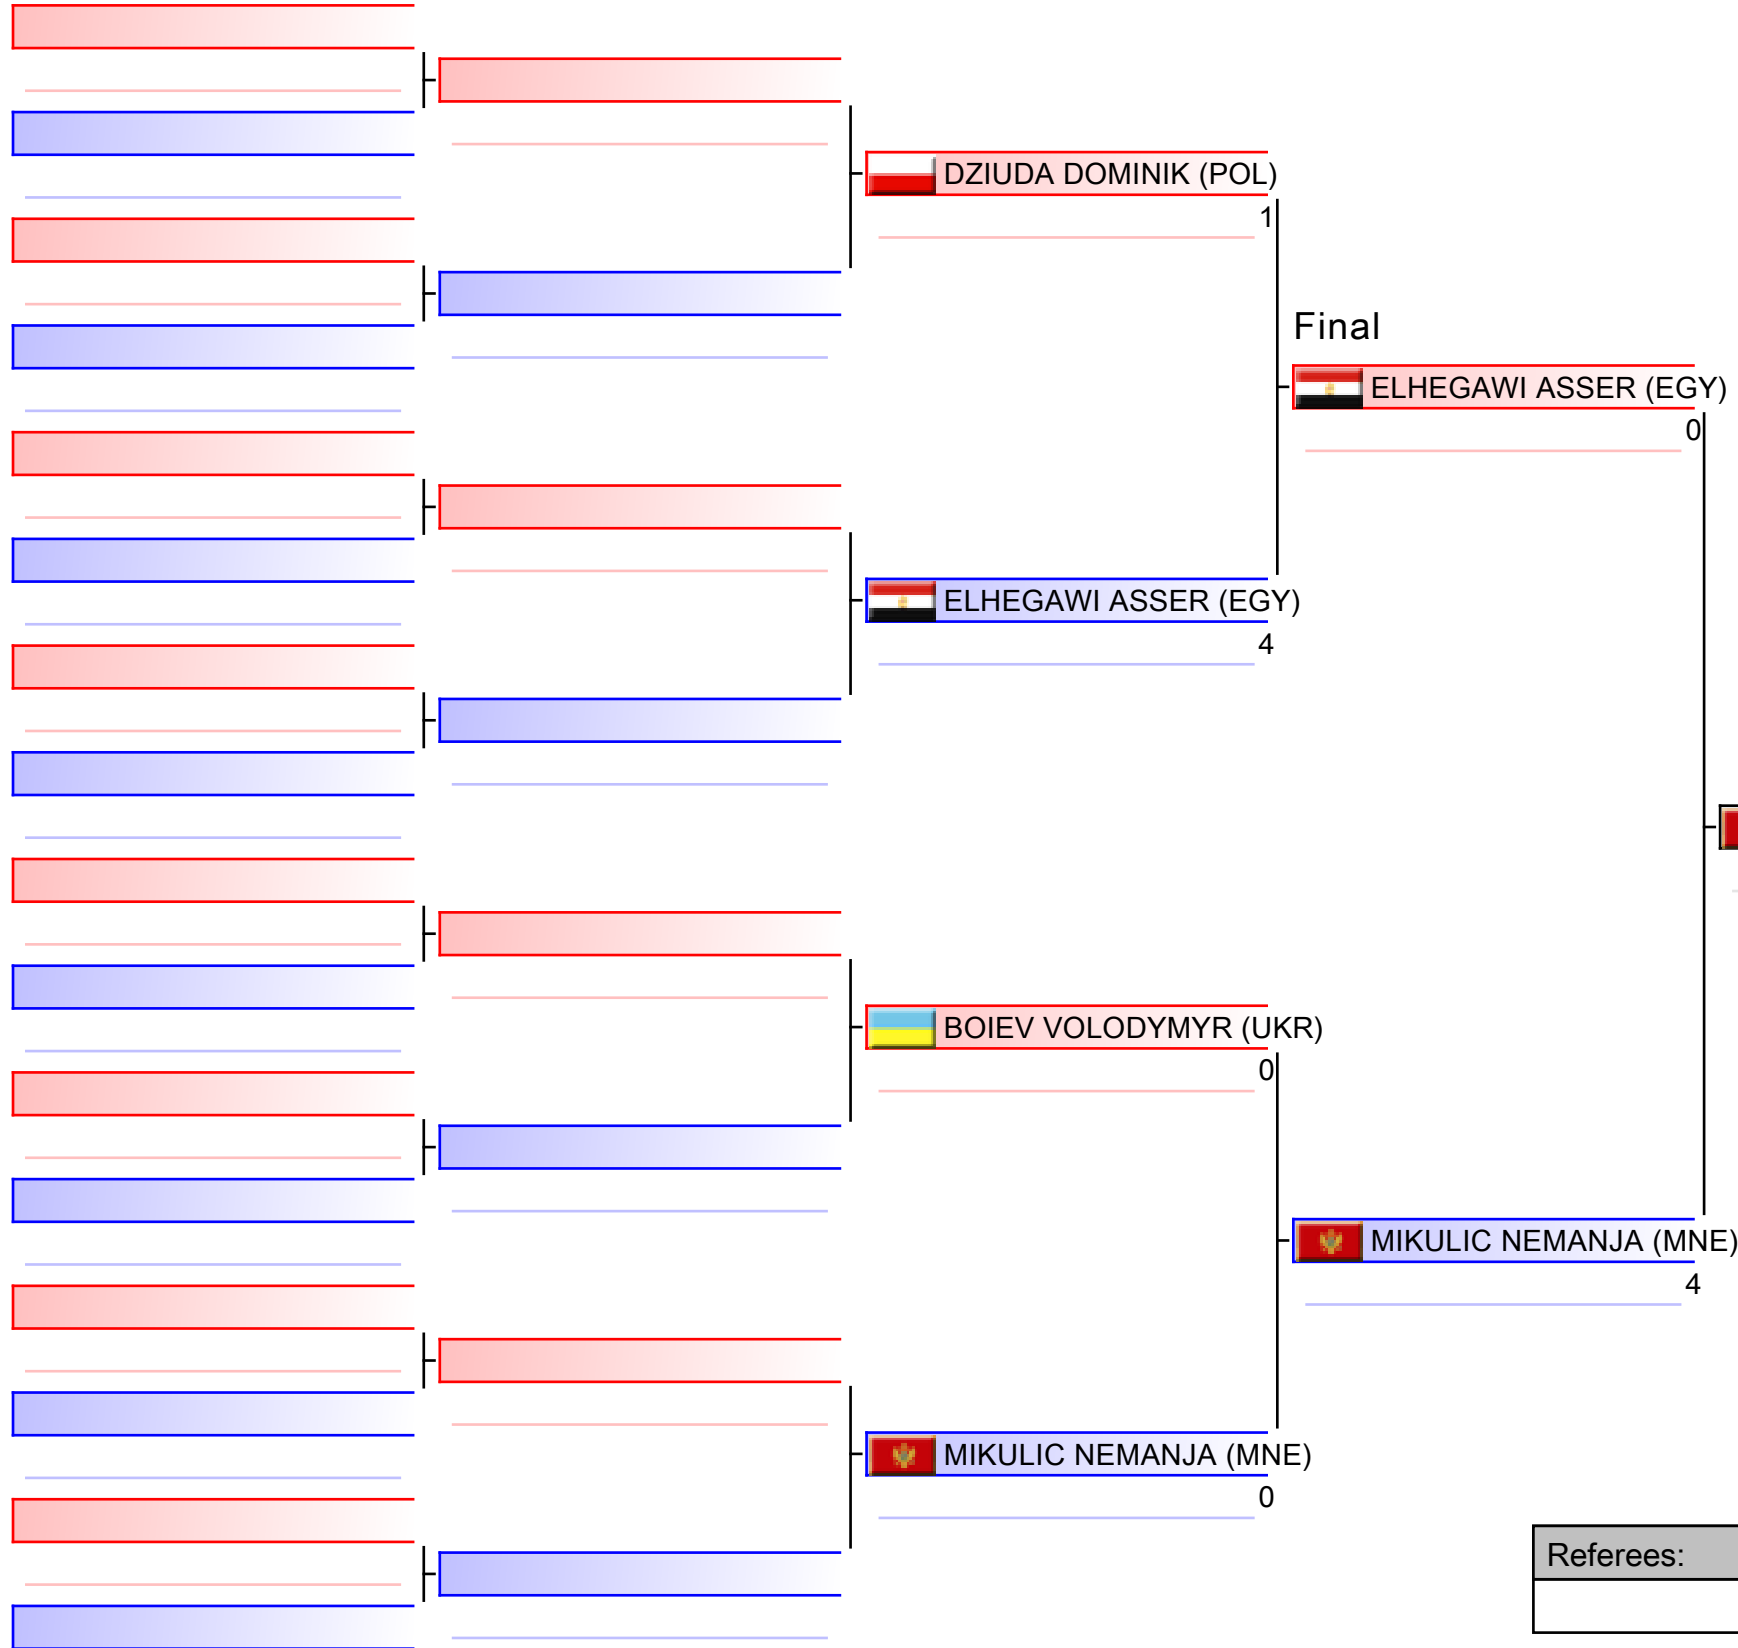 DZIUDA DOMINIK (POL)
1
Final
ELHEGAWI ASSER (EGY)
0
ELHEGAWI ASSER (EGY)
4
BOIEV VOLODYMYR (UKR)
0
MIKULIC NEMANJA (MNE)
4
MIKULIC NEMANJA (MNE)
0
Referees: